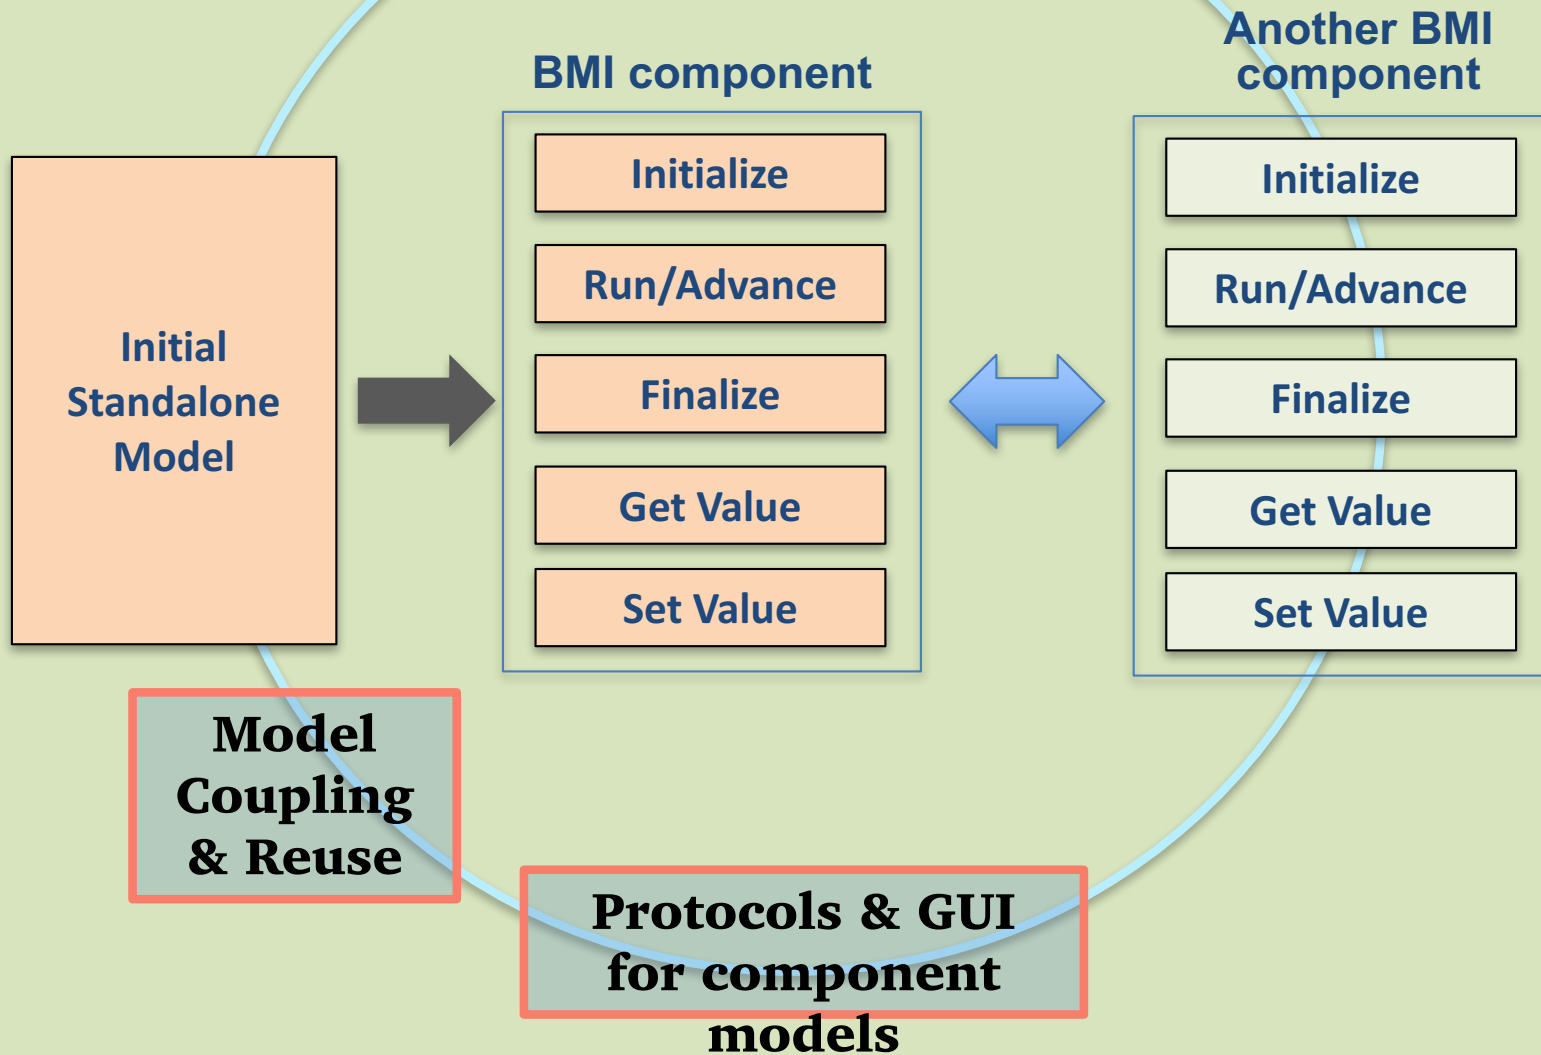 BMI component
Another BMI
component
Initial
Standalone
Model
Initialize
Run/Advance
Finalize
Get Value
Set Value
Initialize
Run/Advance
Finalize
Get Value
Set Value
Model
Coupling
& Reuse
Protocols & GUI
for component
models